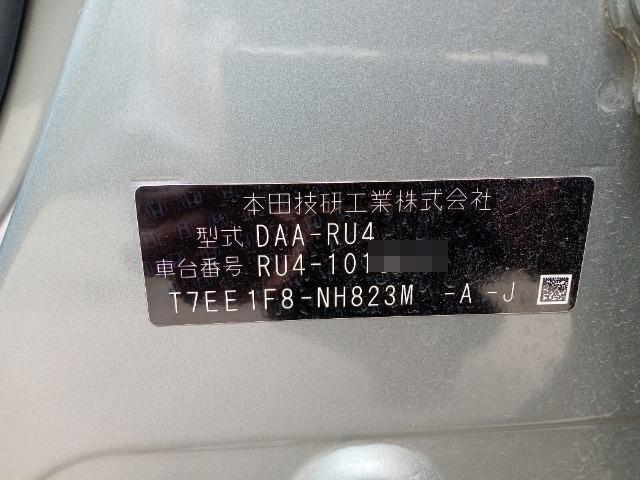 本田技研工業株式会社
型式 DAA-RU4
車台番号 RU4-101
T7EE1F8-NH823M -A-J